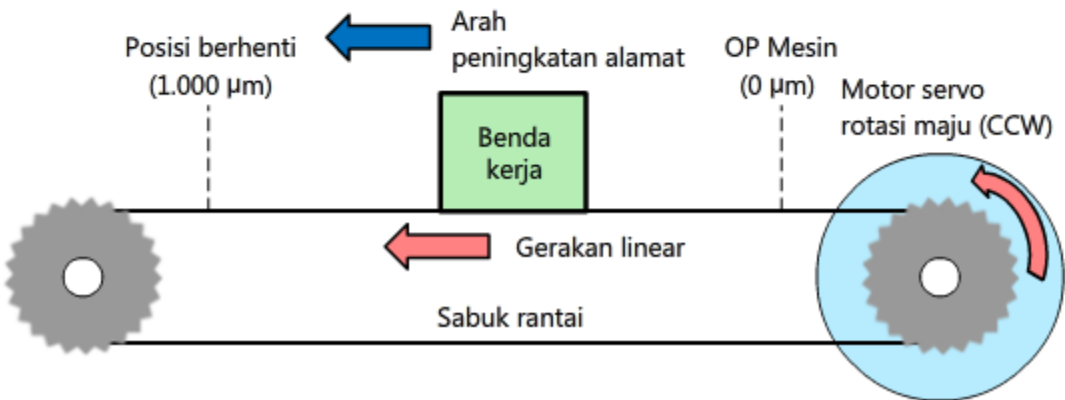 Posisi berhenti
(1.000 µm)
Arah
peningkatan alamat
OP Mesin
(0 µm)
Motor servo
rotasi maju (CCW)
Benda
kerja
Gerakan linear
Sabuk rantai